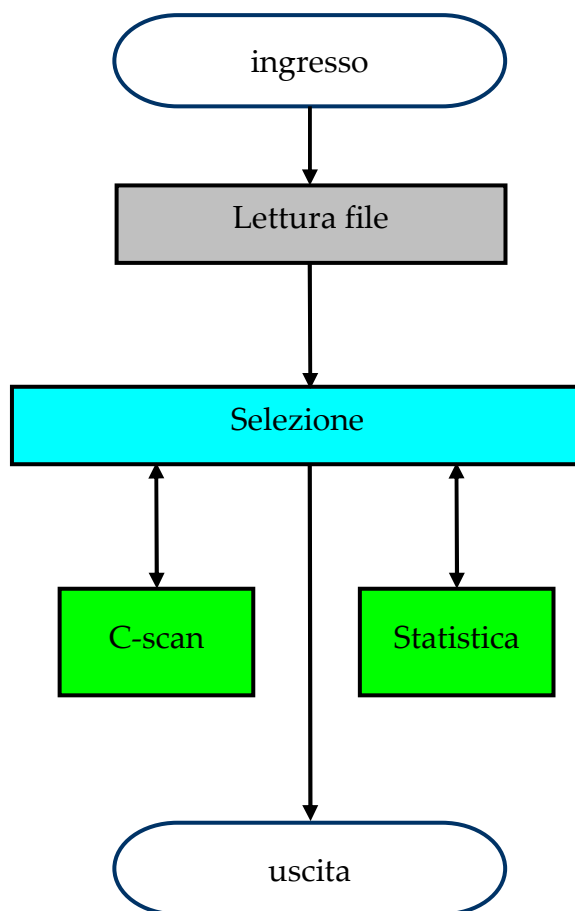 ingresso
Lettura file
Selezione
C-scan
Statistica
uscita